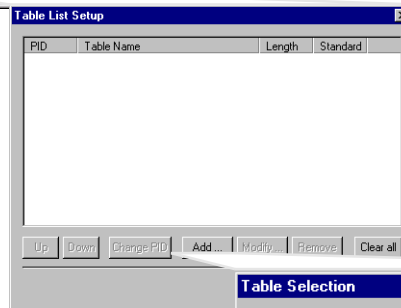 Table List Setup
PID Table Name Length Standard
Up Down Change PID Add ... Modify... Remove Clear all
Table Selection